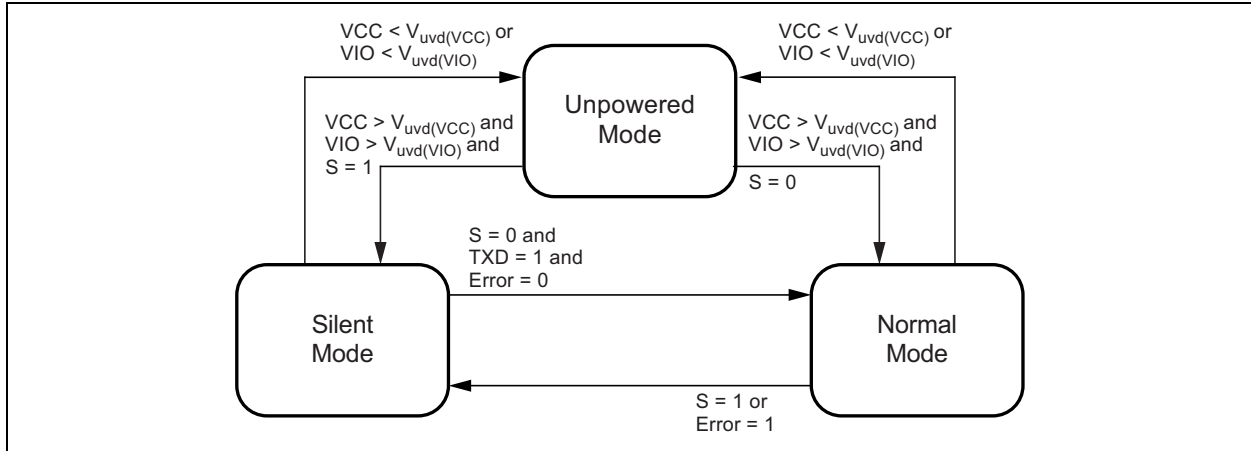 VCC < Vuvd(VCC) or
VIO < Vuvd(VIO)
VCC < Vuvd(VCC) or
VIO < Vuvd(VIO)
Unpowered
Mode
VCC > Vuvd(VCC) and
VIO > Vuvd(VIO) and
S = 1
VCC > Vuvd(VCC) and
VIO > Vuvd(VIO) and
S = 0
S = 0 and
TXD = 1 and
Error = 0
Silent
Mode
Normal
Mode
S = 1 or
Error = 1